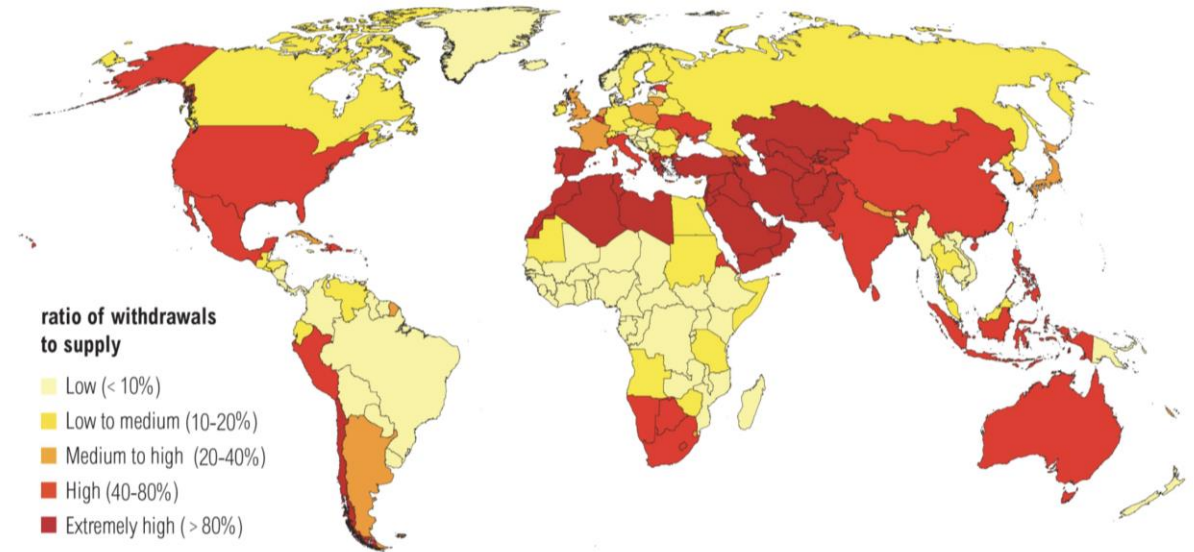 ratio of withdrawals
to supply
Low (< 10%)
Low to medium (10-20%)
Medium to high (20-40%)
High (40-80%)
Extremely high ( > 80%)